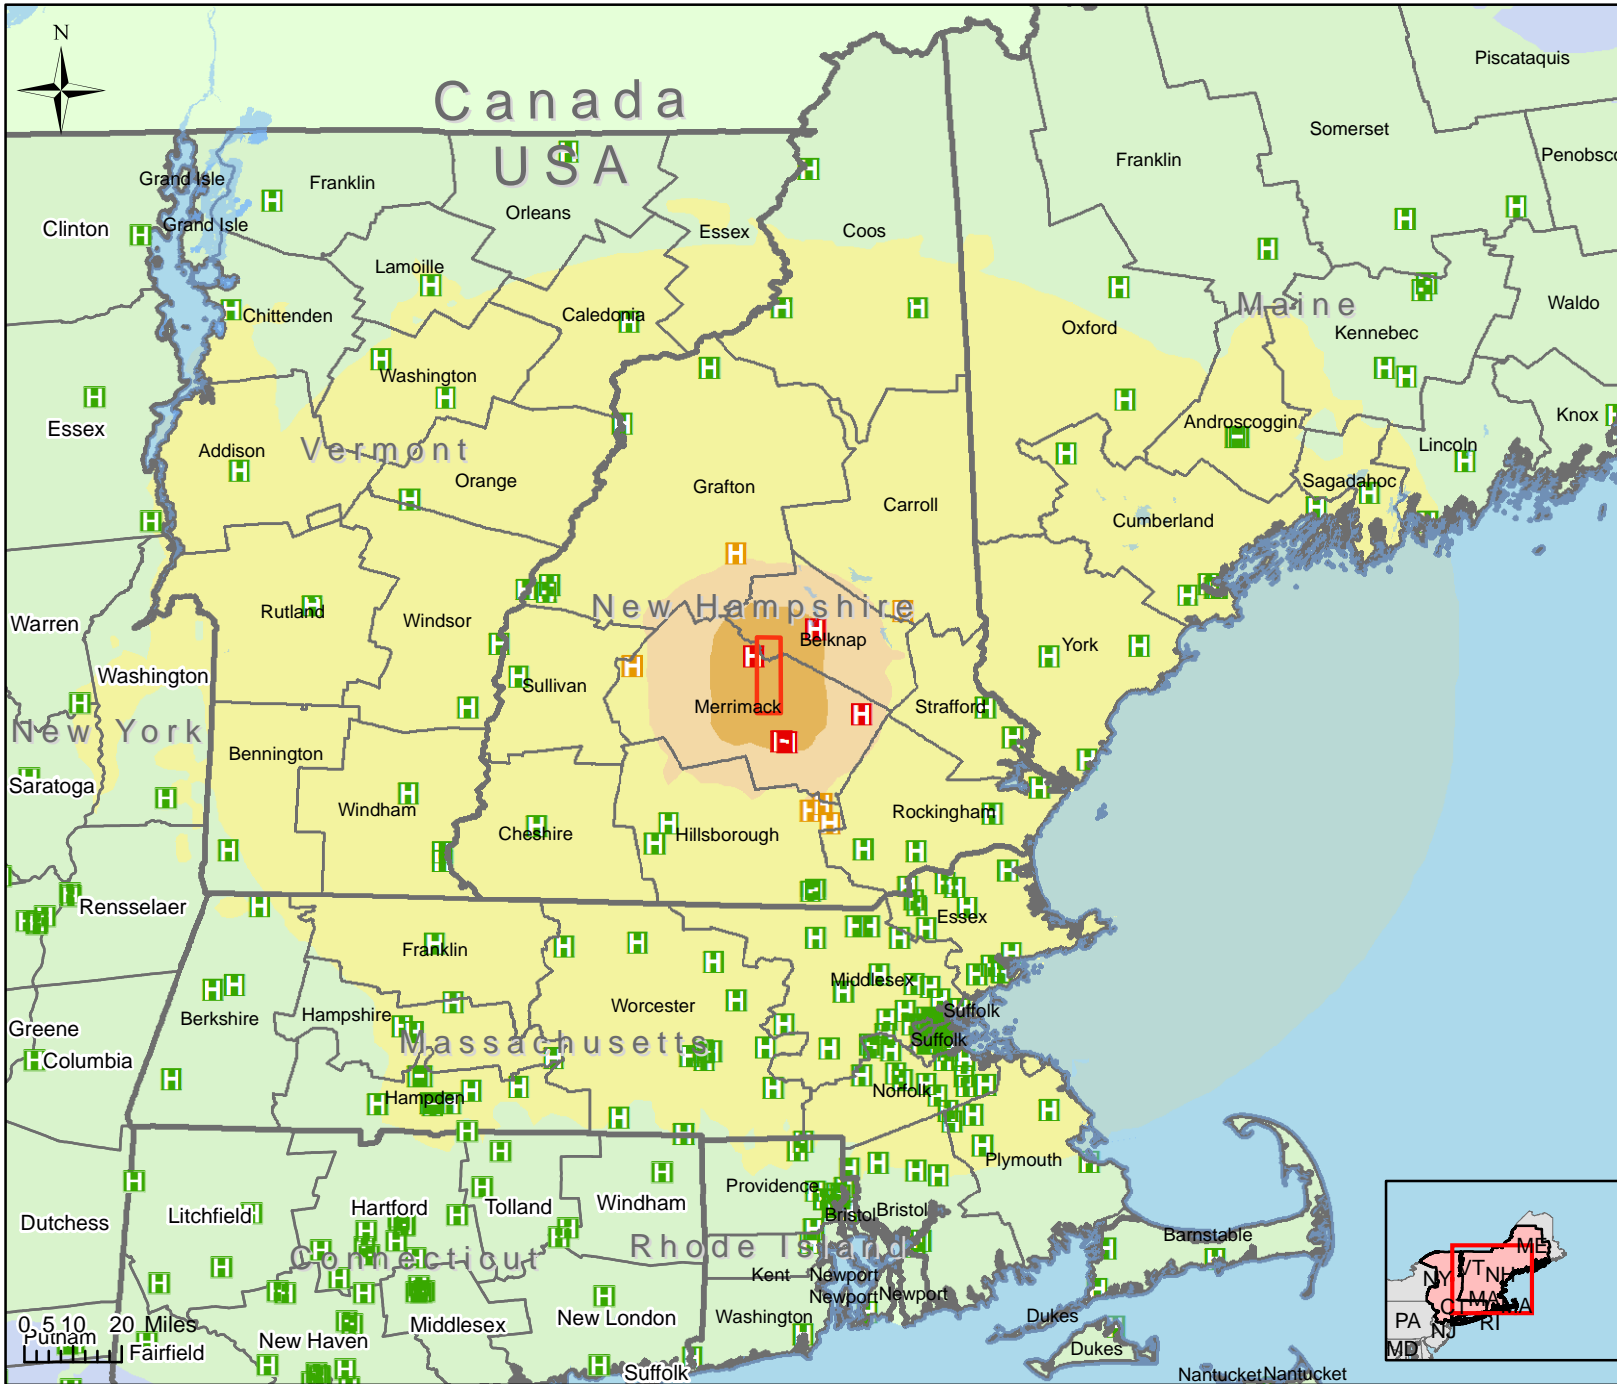 N
Canada
USA
Piscataquis
Somerset
Franklin
Penobsco
Grand Isle
Franklin
Orleans
Clinton
Grand Isle
Essex
Coos
Lamoille
Maine
Waldo
Chittenden
Caledonia
Oxford
Kennebec
Washington
Essex
Androscoggin
Knox
Lincoln
Vermont
Addison
Orange
Grafton
Sagadahoc
Carroll
Cumberland
Warren
Rutland
Windsor
New Hampshire
Belknap
York
Washington
Sullivan
Merrimack
Strafford
New York
Bennington
Saratoga
Windham
Cheshire
Hillsborough
Rockingham
Rensselaer
Essex
Franklin
Middlesex
Worcester
Suffolk
Hampshire
Berkshire
Greene
Massachusetts
Suffolk
Columbia
Hampden
Norfolk
Plymouth
Providence
Windham
Tolland
Hartford
Litchfield
Bristol Bristol
Dutchess
Barnstable
Rhode Island
Connecticut
Kent
Newport
Newport Newport
Washington
New London
Middlesex
New Haven
Dukes
Dukes
0 5 10 20 Miles
Putnam
Fairfield
Suffolk
Nantucket Nantucket
ME
VT NH
NY
MA
CT
RI
PA
NJ
MD